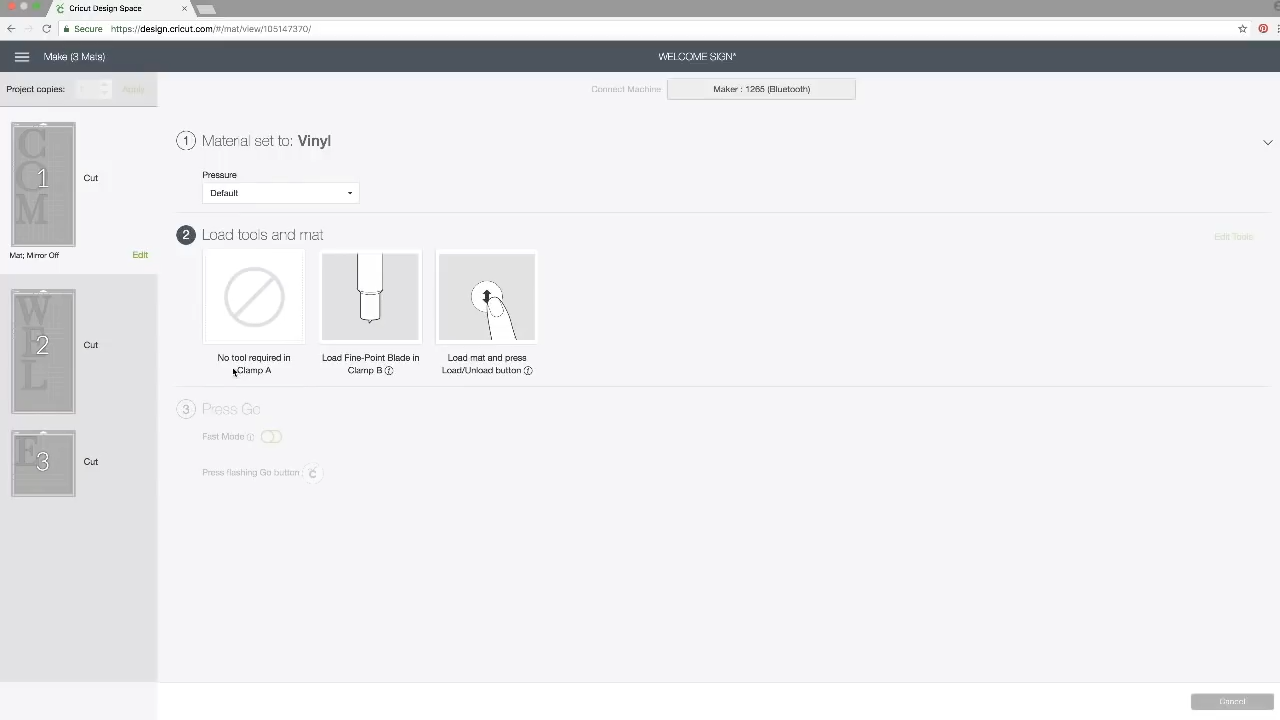 Cricut Design Space
Secure https://design.cricut.com/#/mat/view/105147370/
Make (3 Mats)
WELCOME SIGN*
Project copies: Apply
Connect Machine
Maker : 1265 (Bluetooth)
C
O
M
1
Cut
Mat; Mirror Off
Edit
W
E
L
2
Cut
E
3
Cut
1 Material set to: Vinyl
Pressure
Default
2 Load tools and mat
Edit Tools
No tool required in
Clamp A
Load Fine-Point Blade in
Clamp B
Load mat and press
Load/Unload button
3 Press Go
Fast Mode
Press flashing Go button
Cancel